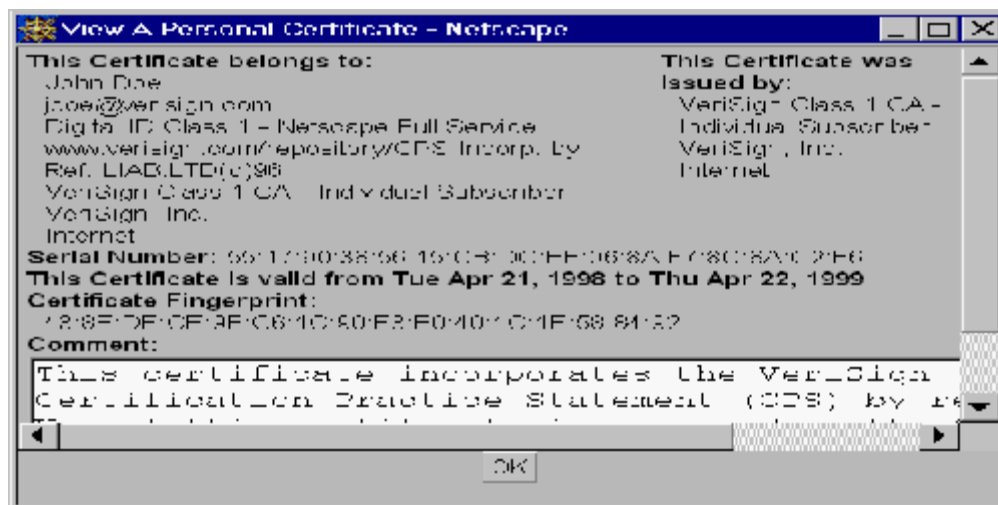 View A Personal Certificate - Netscape
This Certificate belongs to:
John Doe
jdoe@verisign.com
Digital ID Class 1 - Netscape Full Service
www.verisign.com/repository/CPS Incorp. by
Ref.,LIAB.LTD(c)96
VeriSign Class 1 CA - Individual Subscriber
VeriSign, Inc.
Internet
This Certificate was
issued by:
VeriSign Class 1 CA -
Individual Subscriber
VeriSign, Inc.
Internet
Serial Number:
This Certificate is valid from Tue Apr 21, 1998 to Thu Apr 22, 1999
Certificate Fingerprint:
Comment:
This certificate incorporates the VeriSign
Certification Practice Statement (CPS) by
OK